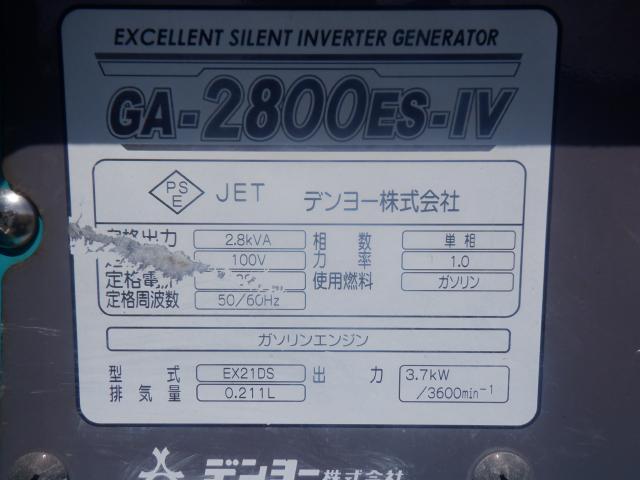 EXCELLENT SILENT INVERTER GENERATOR
GA-2800ES-IV
PSE JET デンヨー株式会社
定格出力 2.8kVA 相数 単相
100V 力率 1.0
定格電 使用燃料 ガソリン
定格周波数 50/60Hz
ガソリンエンジン
型式 EX21DS 出力 3.7kW
排気量 0.211L /3600min⁻¹
デンヨー株式会社